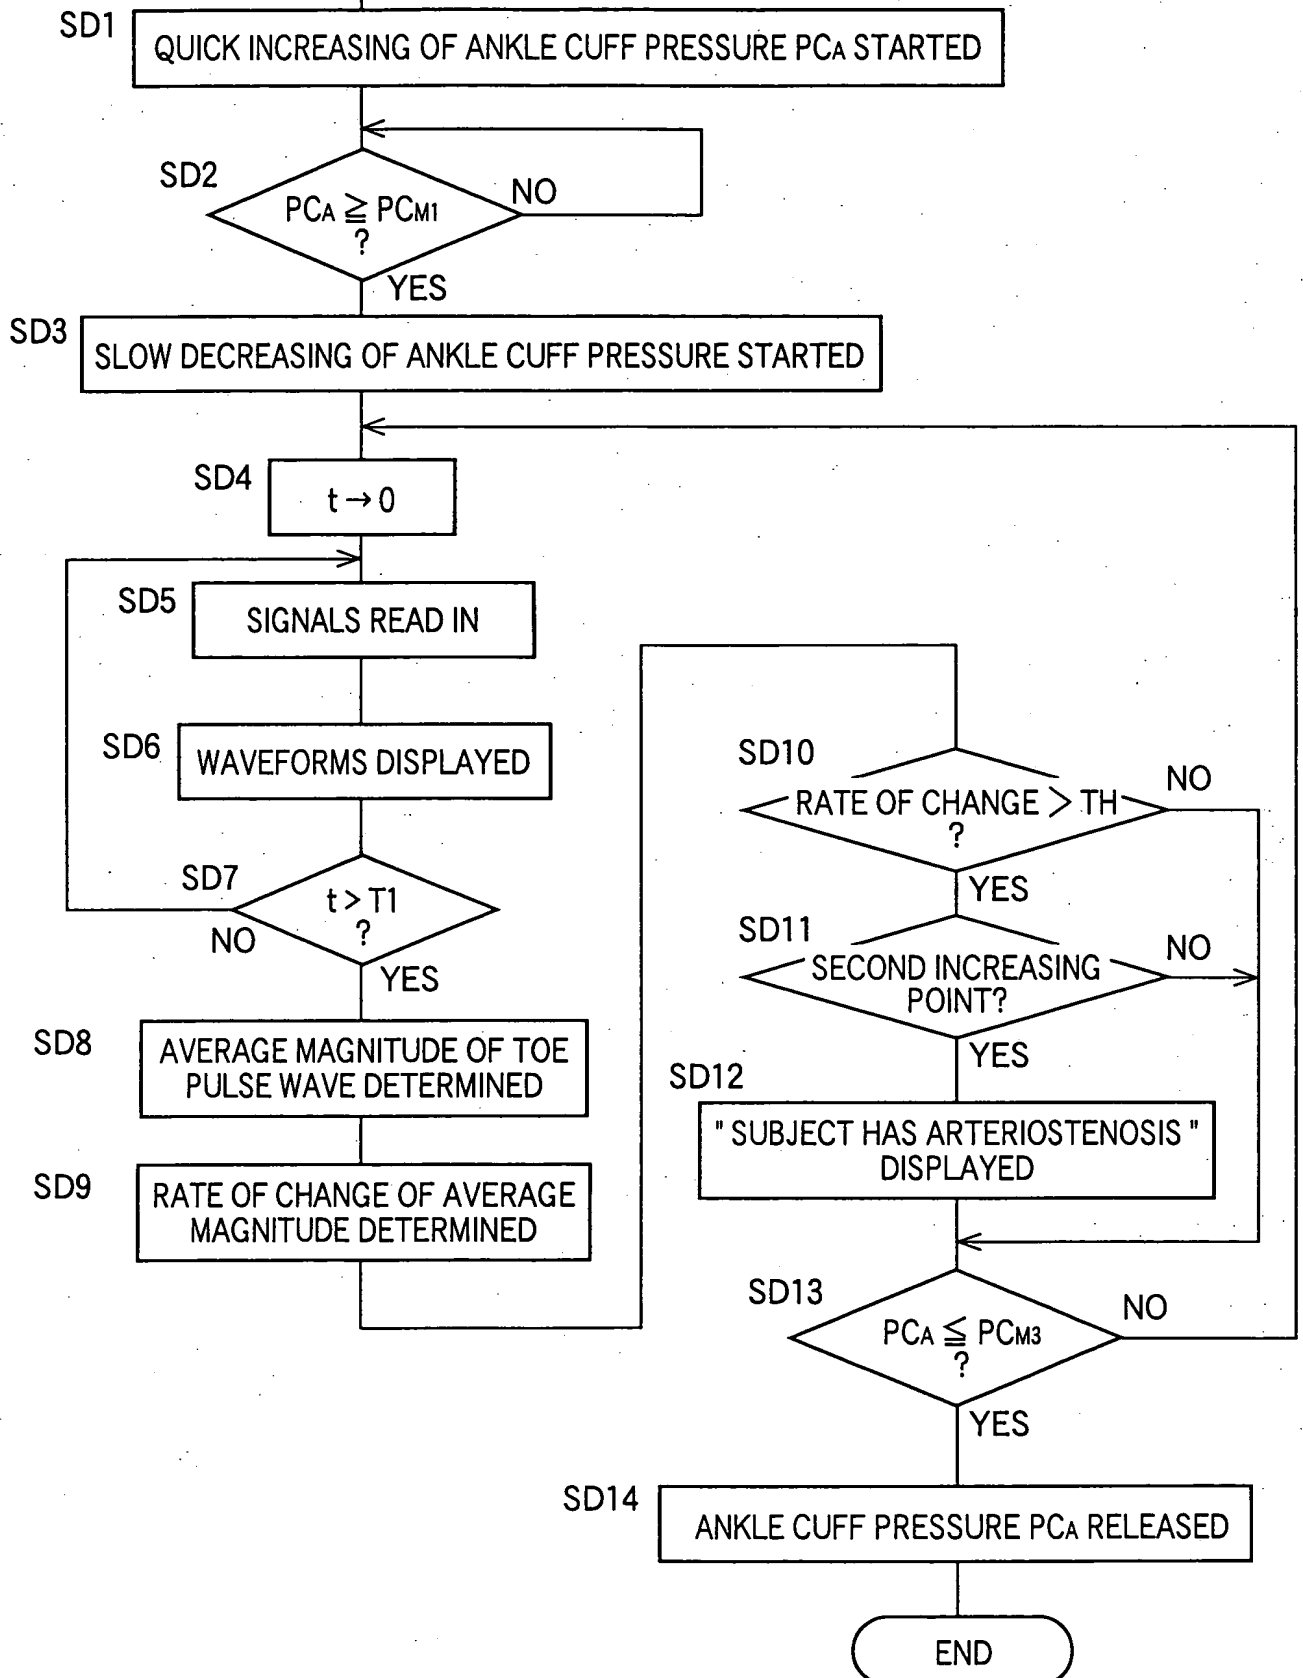 SD1
QUICK INCREASING OF ANKLE CUFF PRESSURE PCA STARTED
SD2
PCA ≧ PCM1
?
NO
YES
SD3
SLOW DECREASING OF ANKLE CUFF PRESSURE STARTED
SD4
t → 0
SD5
SIGNALS READ IN
SD6
WAVEFORMS DISPLAYED
SD7
t > T1
?
NO
YES
SD8
AVERAGE MAGNITUDE OF TOE
PULSE WAVE DETERMINED
SD9
RATE OF CHANGE OF AVERAGE
MAGNITUDE DETERMINED
SD10
RATE OF CHANGE > TH
?
NO
YES
SD11
SECOND INCREASING
POINT?
NO
YES
SD12
" SUBJECT HAS ARTERIOSTENOSIS "
DISPLAYED
SD13
PCA ≦ PCM3
?
NO
YES
SD14
ANKLE CUFF PRESSURE PCA RELEASED
END